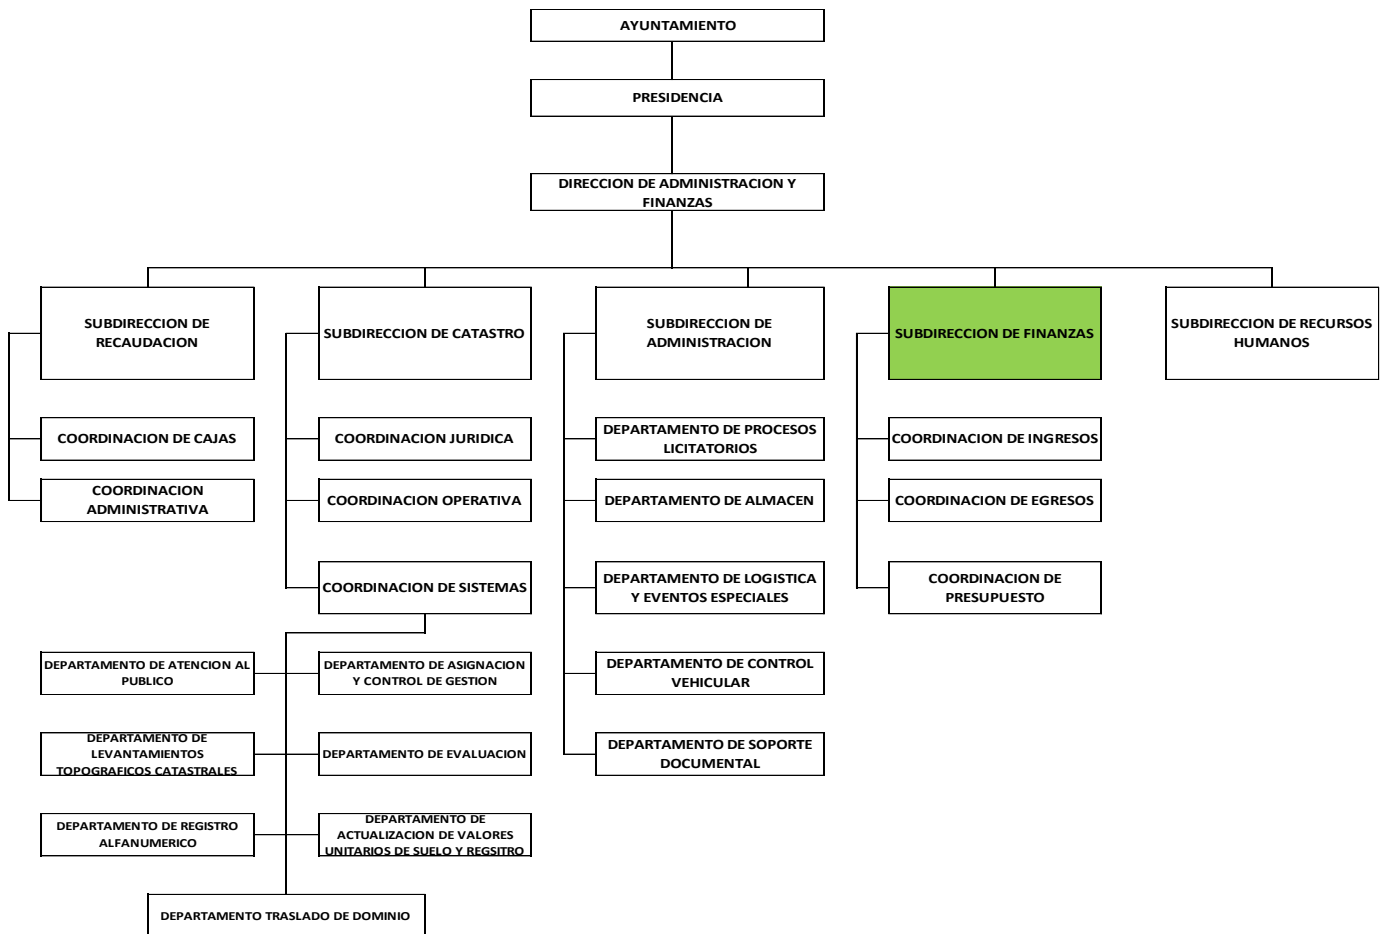 AYUNTAMIENTO
PRESIDENCIA
DIRECCION DE ADMINISTRACION Y
FINANZAS
SUBDIRECCION DE
RECAUDACION
SUBDIRECCION DE CATASTRO
SUBDIRECCION DE
ADMINISTRACION
SUBDIRECCION DE FINANZAS
SUBDIRECCION DE RECURSOS
HUMANOS
COORDINACION DE CAJAS
COORDINACION JURIDICA
DEPARTAMENTO DE PROCESOS
LICITATORIOS
COORDINACION DE INGRESOS
COORDINACION
ADMINISTRATIVA
COORDINACION OPERATIVA
DEPARTAMENTO DE ALMACEN
COORDINACION DE EGRESOS
COORDINACION DE SISTEMAS
DEPARTAMENTO DE LOGISTICA
Y EVENTOS ESPECIALES
COORDINACION DE
PRESUPUESTO
DEPARTAMENTO DE ATENCION AL
PUBLICO
DEPARTAMENTO DE ASIGNACION
Y CONTROL DE GESTION
DEPARTAMENTO DE CONTROL
VEHICULAR
DEPARTAMENTO DE
LEVANTAMIENTOS
TOPOGRAFICOS CATASTRALES
DEPARTAMENTO DE EVALUACION
DEPARTAMENTO DE SOPORTE
DOCUMENTAL
DEPARTAMENTO DE REGISTRO
ALFANUMERICO
DEPARTAMENTO DE
ACTUALIZACION DE VALORES
UNITARIOS DE SUELO Y REGSITRO
DEPARTAMENTO TRASLADO DE DOMINIO